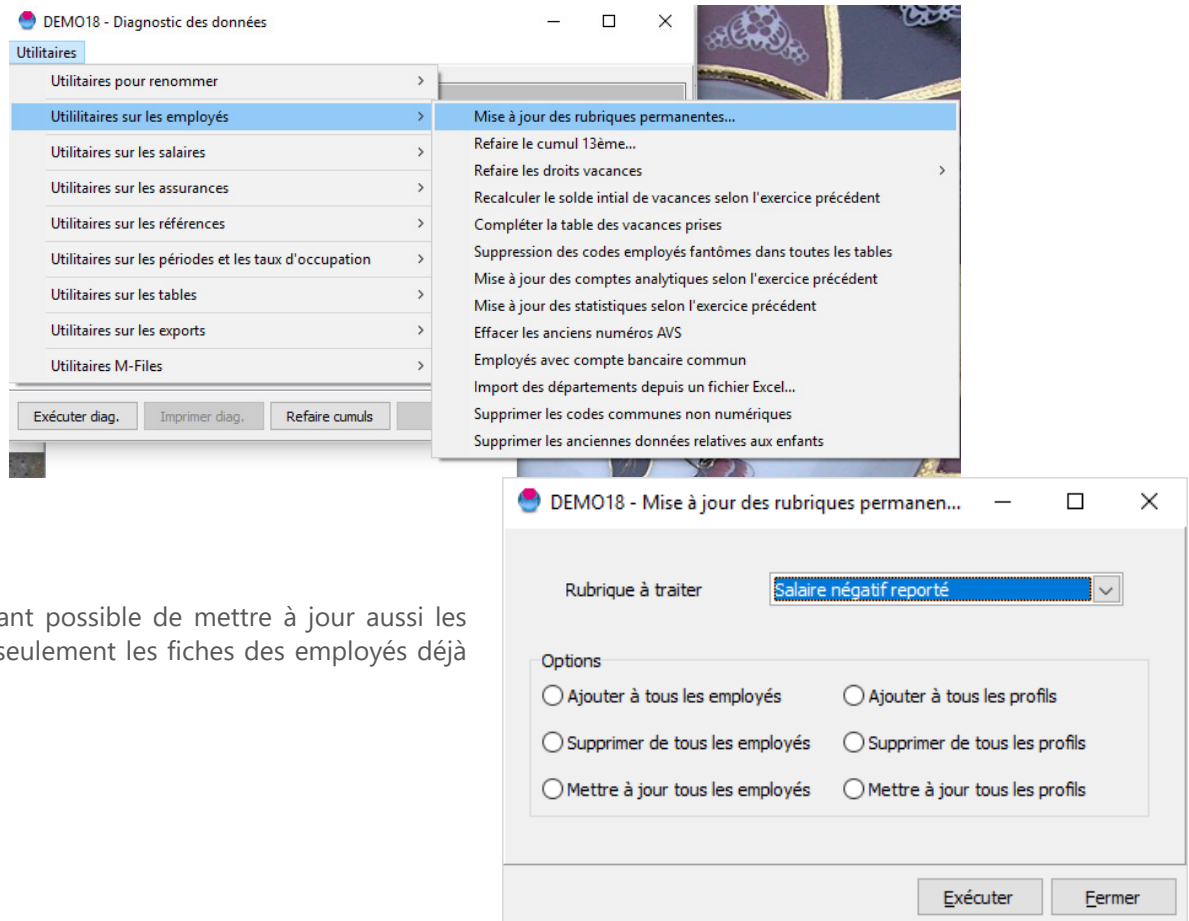 DEMO18 - Diagnostic des données
Utilitaires
Utilitaires pour renommer
Utililitaires sur les employés
Utilitaires sur les salaires
Utilitaires sur les assurances
Utilitaires sur les références
Utilitaires sur les périodes et les taux d'occupation
Utilitaires sur les tables
Utilitaires sur les exports
Utilitaires M-Files
Mise à jour des rubriques permanentes...
Refaire le cumul 13ème...
Refaire les droits vacances
Recalculer le solde intial de vacances selon l'exercice précédent
Compléter la table des vacances prises
Suppression des codes employés fantômes dans toutes les tables
Mise à jour des comptes analytiques selon l'exercice précédent
Mise à jour des statistiques selon l'exercice précédent
Effacer les anciens numéros AVS
Employés avec compte bancaire commun
Import des départements depuis un fichier Excel...
Supprimer les codes communes non numériques
Supprimer les anciennes données relatives aux enfants
Exécuter diag. Imprimer diag. Refaire cumuls
ant possible de mettre à jour aussi les
seulement les fiches des employés déjà
DEMO18 - Mise à jour des rubriques permanen...
Rubrique à traiter Salaire négatif reporté
Options
Ajouter à tous les employés Ajouter à tous les profils
Supprimer de tous les employés Supprimer de tous les profils
Mettre à jour tous les employés Mettre à jour tous les profils
Exécuter Fermer